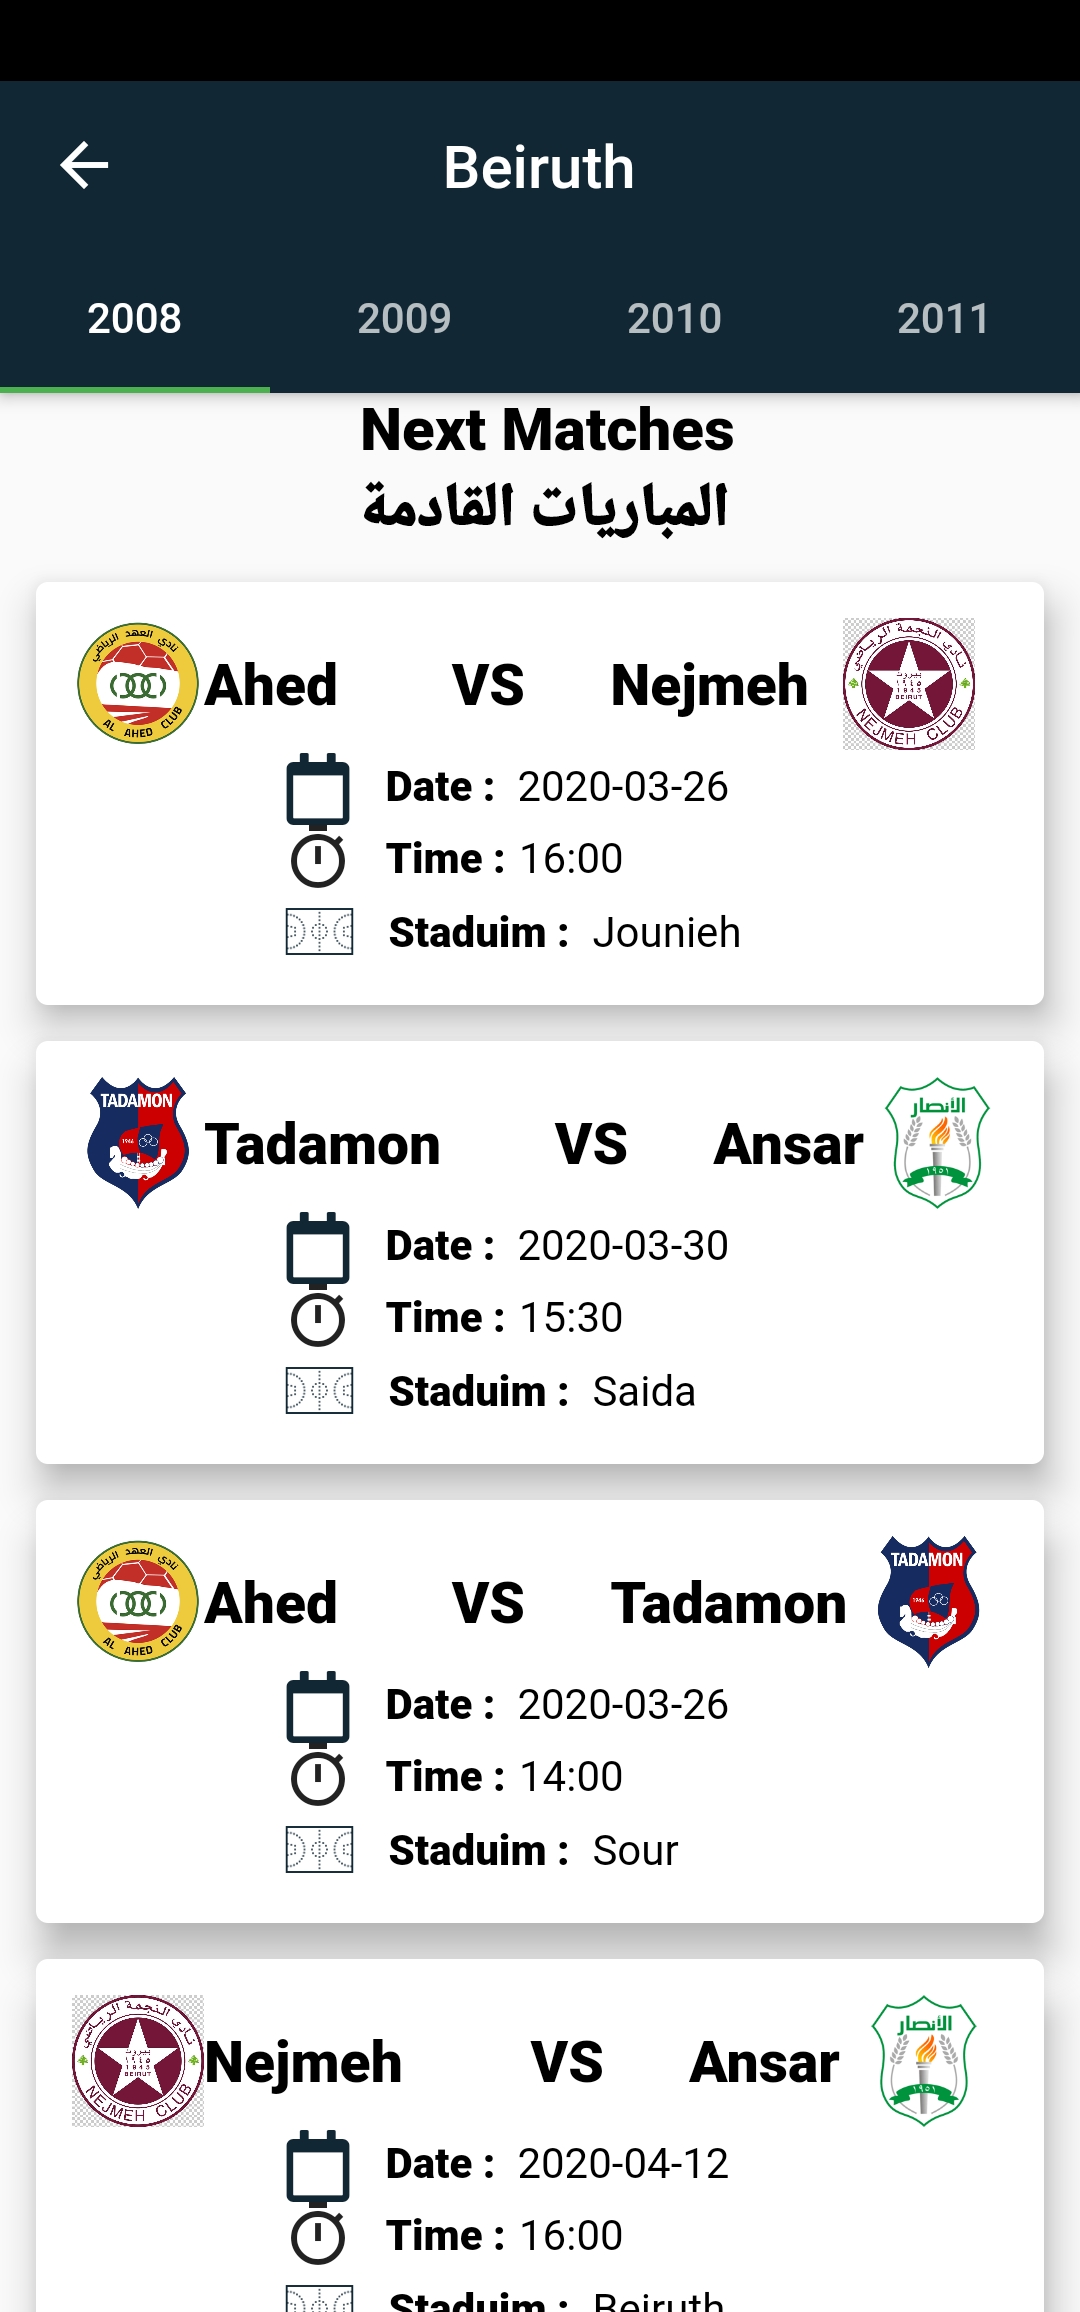 Beiruth
2008 2009 2010 2011
Next Matches
المباريات القادمة
نادي العهد الرياضي
AL AHED CLUB
Ahed VS Nejmeh
نادي النجمة الرياضي
بيروت
١٩٤٥
1945
BEIRUT
NEJMEH CLUB
Date : 2020-03-26
Time : 16:00
Staduim : Jounieh
TADAMON
1946
Tadamon VS Ansar
الأنصار
١٩٥١
Date : 2020-03-30
Time : 15:30
Staduim : Saida
نادي العهد الرياضي
AL AHED CLUB
Ahed VS Tadamon
TADAMON
1946
Date : 2020-03-26
Time : 14:00
Staduim : Sour
نادي النجمة الرياضي
بيروت
١٩٤٥
1945
BEIRUT
NEJMEH CLUB
Nejmeh VS Ansar
الأنصار
١٩٥١
Date : 2020-04-12
Time : 16:00
Staduim : Beiruth